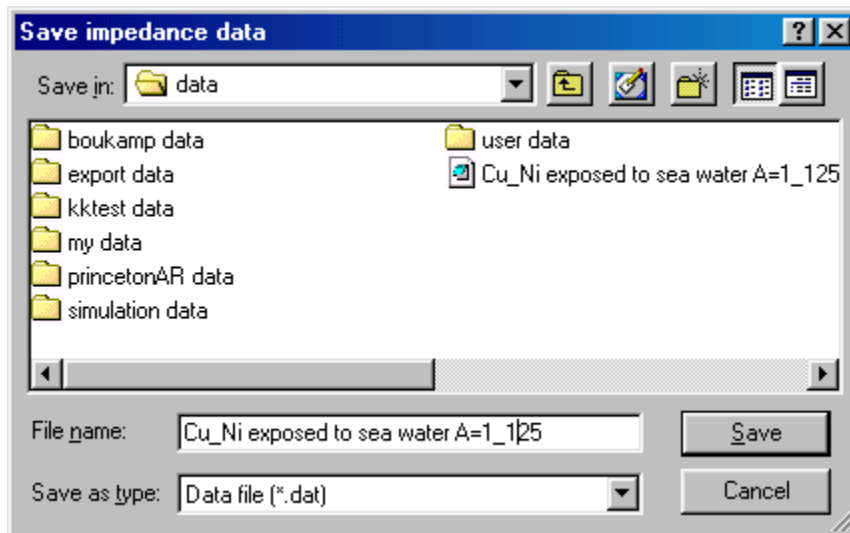 Save impedance data
Save in: data
boukamp data
export data
kktest data
my data
princetonAR data
simulation data
user data
Cu_Ni exposed to sea water A=1_125
File name: Cu_Ni exposed to sea water A=1_125 Save
Save as type: Data file (*.dat) Cancel